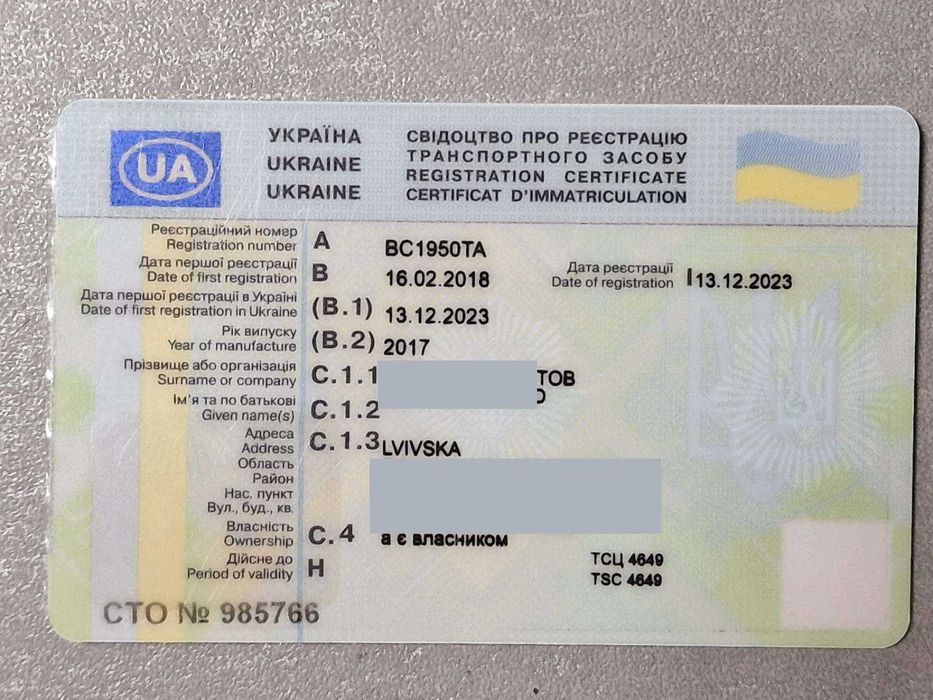 UA
УКРАЇНА
UKRAINE
UKRAINE
СВІДОЦТВО ПРО РЕЄСТРАЦІЮ
ТРАНСПОРТНОГО ЗАСОБУ
REGISTRATION CERTIFICATE
CERTIFICAT D'IMMATRICULATION
Реєстраційний номер
Registration number A BC1950TA
Дата першої реєстрації
Date of first registration B 16.02.2018
Дата реєстрації
Date of registration I 13.12.2023
Дата першої реєстрації в Україні
Date of first registration in Ukraine (B.1) 13.12.2023
Рік випуску
Year of manufacture (B.2) 2017
Прізвище або організація
Surname or company C.1.1 ТОВ
Ім'я та по батькові
Given name(s) C.1.2
Адреса
Address C.1.3 LVIVSKA
Область
Район
Нас. пункт
Вул., буд., кв.
Власність
Ownership C.4 а є власником
Дійсне до
Period of validity H
ТСЦ 4649
TSC 4649
СТО № 985766